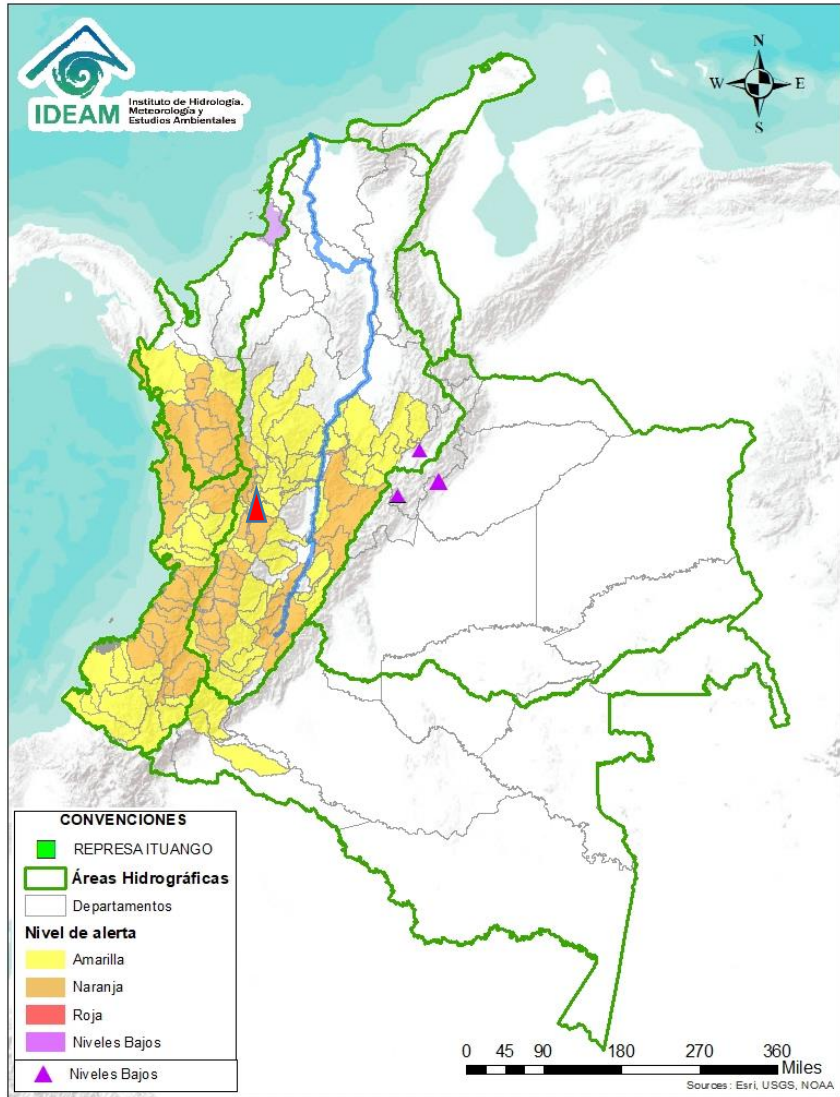 IDEAM
Instituto de Hidrología,
Meteorología y
Estudios Ambientales
N
W
E
S
CONVENCIONES
REPRESA ITUANGO
Áreas Hidrográficas
Departamentos
Nivel de alerta
Amarilla
Naranja
Roja
Niveles Bajos
Niveles Bajos
0 45 90 180 270 360
Miles
Sources: Esri, USGS, NOAA